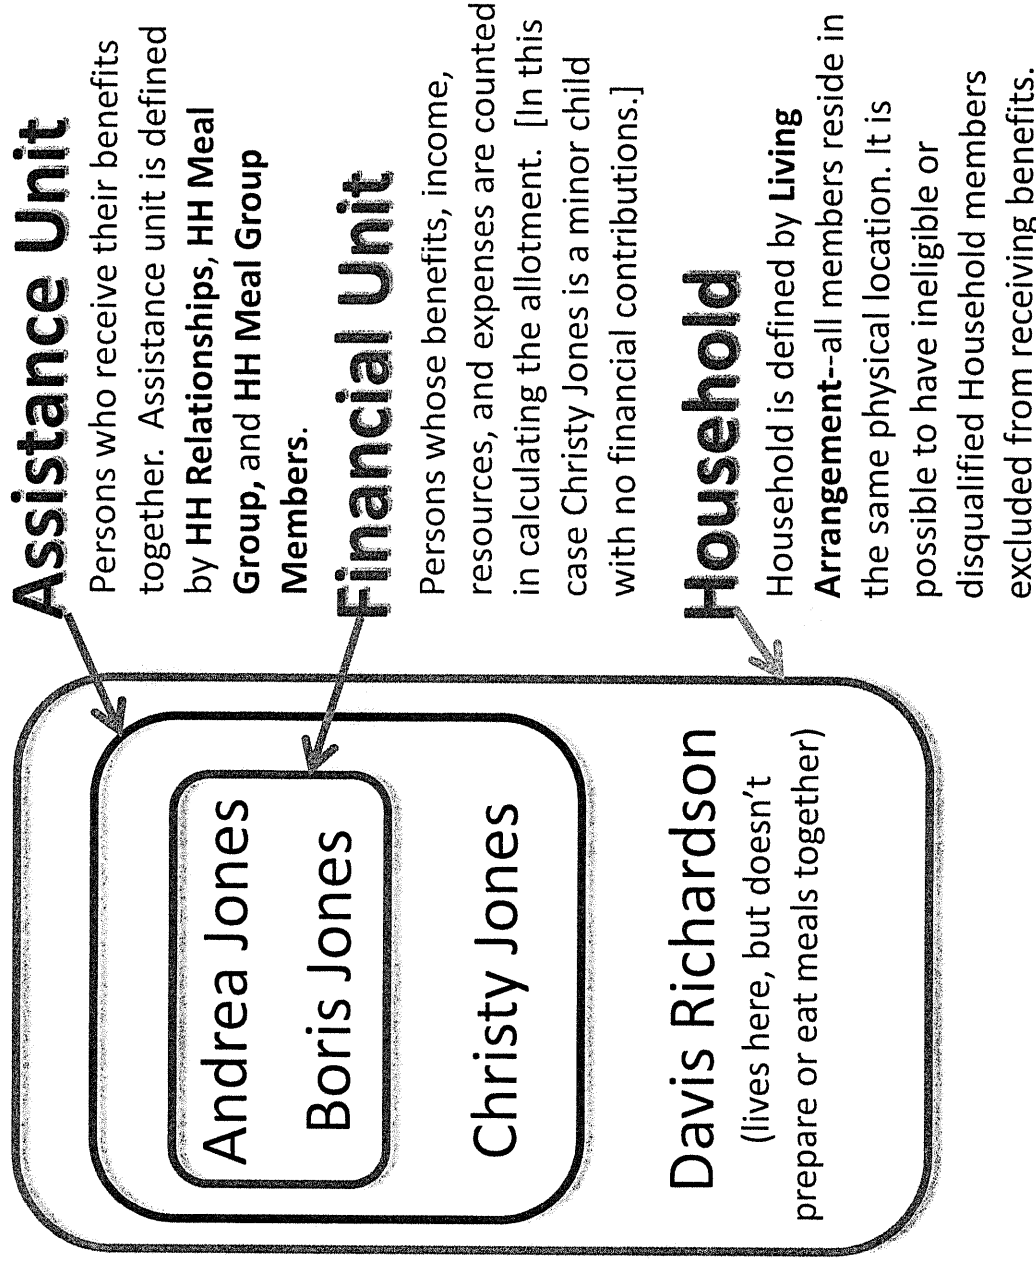 Andrea Jones
Boris Jones
Christy Jones
Davis Richardson
(lives here, but doesn't
prepare or eat meals together)
Assistance Unit
Persons who receive their benefits
together. Assistance unit is defined
by HH Relationships, HH Meal
Group, and HH Meal Group
Members.
Financial Unit
Persons whose benefits, income,
resources, and expenses are counted
in calculating the allotment. [In this
case Christy Jones is a minor child
with no financial contributions.]
Household
Household is defined by Living
Arrangement--all members reside in
the same physical location. It is
possible to have ineligible or
disqualified Household members
excluded from receiving benefits.